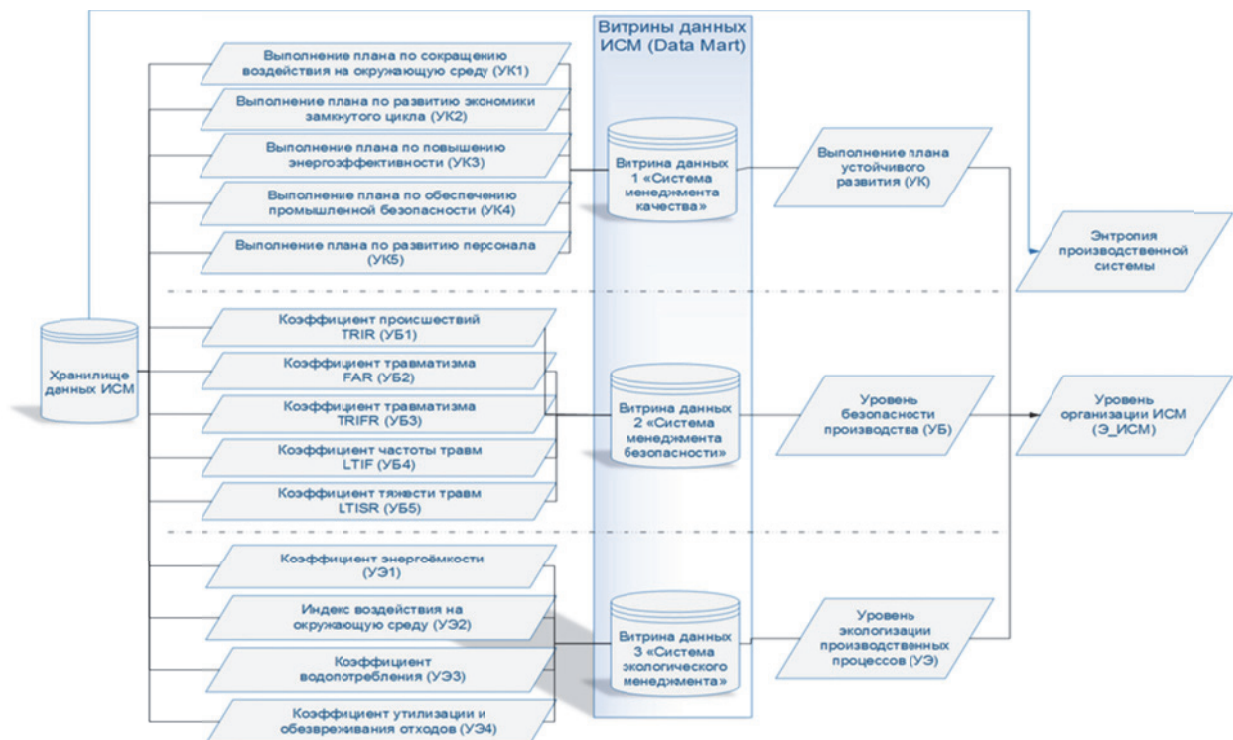 Витрины данных
ИСМ (Data Mart)
Выполнение плана по сокращению
воздействия на окружающую среду (УК1)
Выполнение плана по развитию экономики
замкнутого цикла (УК2)
Выполнение плана по повышению
энергоэффективности (УК3)
Выполнение плана по обеспечению
промышленной безопасности (УК4)
Выполнение плана по развитию персонала
(УК5)
Витрина данных
1 «Система
менеджмента
качества»
Выполнение плана
устойчивого
развития (УК)
Энтропия
производственной
системы
Хранилище
данных ИСМ
Коэффициент происшествий
TRIR (УБ1)
Коэффициент травматизма
FAR (УБ2)
Коэффициент травматизма
TRIFR (УБ3)
Коэффициент частоты травм
LTIF (УБ4)
Коэффициент тяжести травм
LTISR (УБ5)
Витрина данных
2 «Система
менеджмента
безопасности»
Уровень
безопасности
производства (УБ)
Уровень
организации ИСМ
(Э_ИСМ)
Коэффициент энергоёмкости
(УЭ1)
Индекс воздействия на
окружающую среду (УЭ2)
Коэффициент
водопотребления (УЭ3)
Коэффициент утилизации и
обезвреживания отходов (УЭ4)
Витрина данных
3 «Система
экологического
менеджмента»
Уровень
экологизации
производственных
процессов (УЭ)